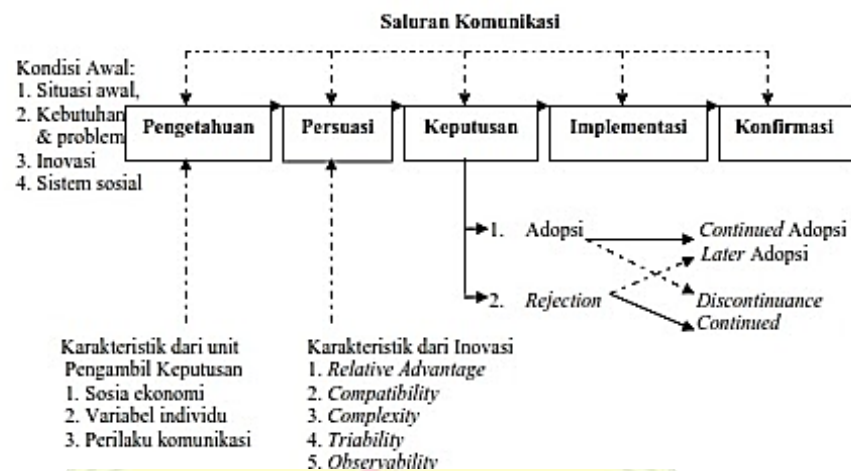 Saluran Komunikasi
Kondisi Awal:
1. Situasi awal,
2. Kebutuhan
& problem
3. Inovasi
4. Sistem sosial
Pengetahuan
Persuasi
Keputusan
Implementasi
Konfirmasi
1. Adopsi
2. Rejection
Continued Adopsi
Later Adopsi
Discontinuance
Continued
Karakteristik dari unit
Pengambil Keputusan
1. Sosia ekonomi
2. Variabel individu
3. Perilaku komunikasi
Karakteristik dari Inovasi
1. Relative Advantage
2. Compatibility
3. Complexity
4. Triability
5. Observability